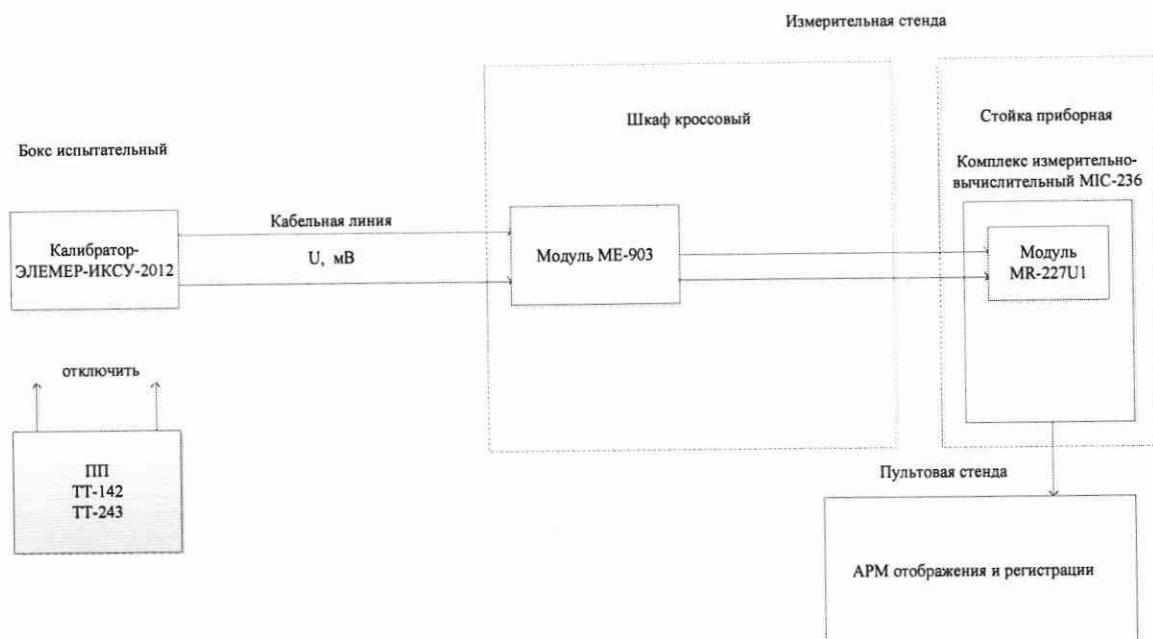 Измерительная стенда
Шкаф кроссовый
Стойка приборная
Бокс испытательный
Комплекс измерительно-
вычислительный MIC-236
Калибратор-
ЭЛЕМЕР-ИКСУ-2012
Кабельная линия
U, мВ
Модуль МЕ-903
Модуль
MR-227U1
отключить
ПП
ТТ-142
ТТ-243
Пультовая стенда
АРМ отображения и регистрации